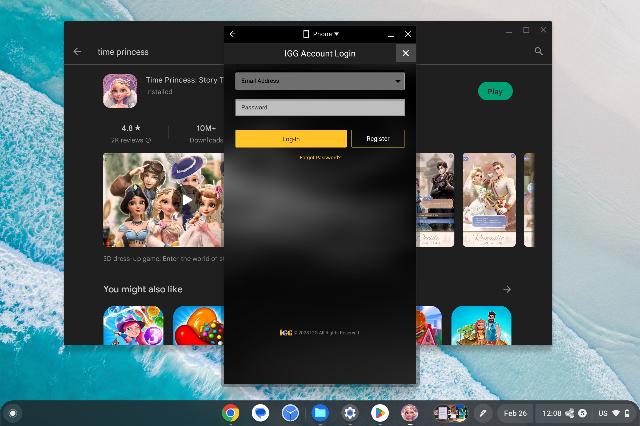 time princess
Phone
IGG Account Login
Time Princess: Story T
Installed
Play
4.8 ★
2K reviews
10M+
Downloads
Email Address
Password
Log-In
Register
Forgot Password?
3D dress-up game. Enter the world of st
You might also like
IGG
IGG All Rights Reserved
Feb 26
12:08
US